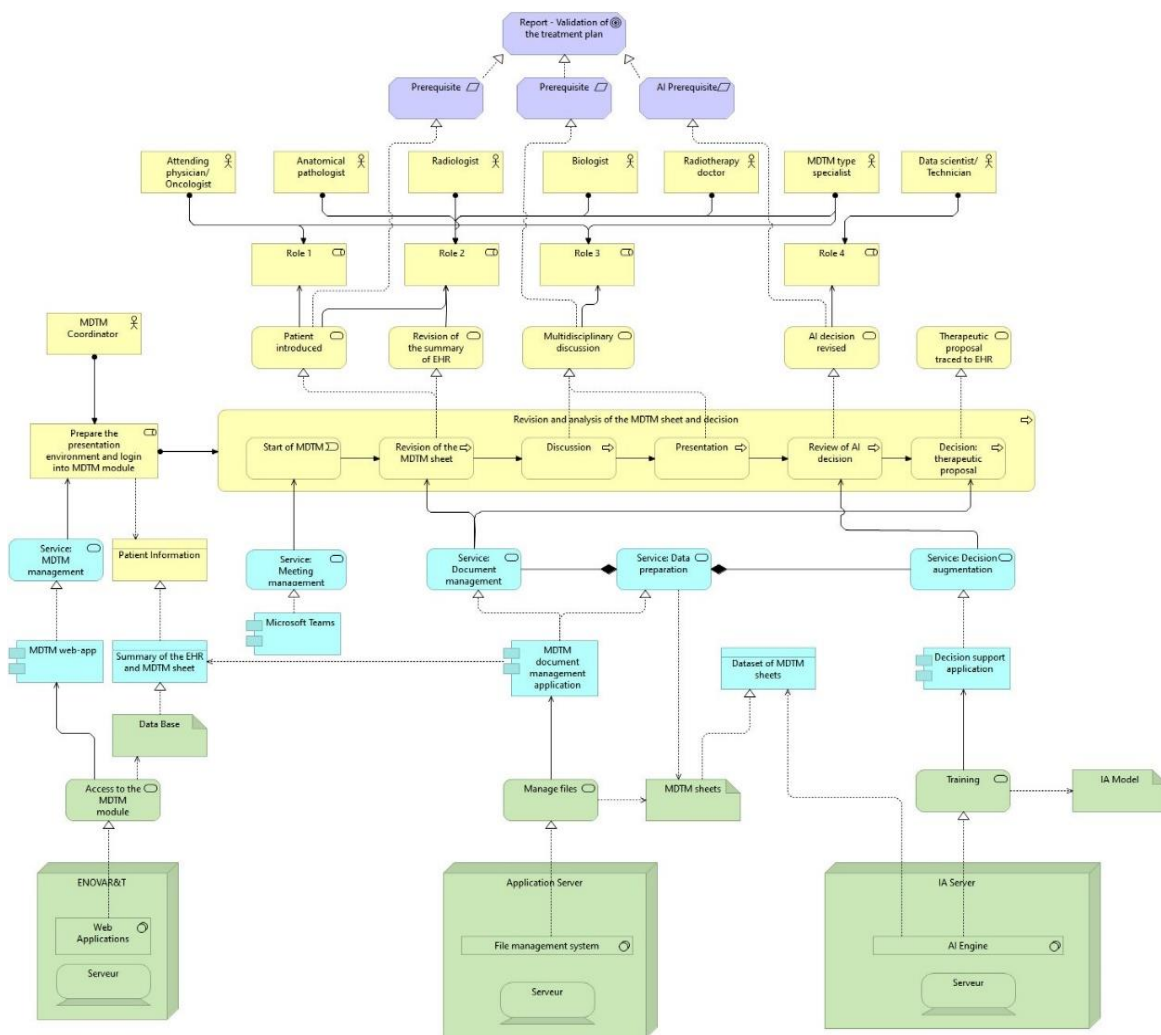 Report - Validation of
the treatment plan
Prerequisite
Prerequisite
AI Prerequisite
Attending
physician/
Oncologist
Anatomical
pathologist
Radiologist
Biologist
Radiotherapy
doctor
MDTM type
specialist
Data scientist/
Technician
Role 1
Role 2
Role 3
Role 4
MDTM
Coordinator
Patient
introduced
Revision of
the summary
of EHR
Multidisciplinary
discussion
AI decision
revised
Therapeutic
proposal
traced to EHR
Revision and analysis of the MDTM sheet and decision
Prepare the
presentation
environment and login
into MDTM module
Start of MDTM
Revision of the
MDTM sheet
Discussion
Presentation
Review of AI
decision
Decision:
therapeutic
proposal
Service:
MDTM
management
Patient Information
Service:
Meeting
management
Service:
Document
management
Service: Data
preparation
Service: Decision
augmentation
Microsoft Teams
MDTM web-app
Summary of the EHR
and MDTM sheet
MDTM
document
management
application
Dataset of MDTM
sheets
Decision support
application
Data Base
Access to the
MDTM
module
Manage files
MDTM sheets
Training
IA Model
ENOVAR&T
Web
Applications
Serveur
Application Server
File management system
Serveur
IA Server
AI Engine
Serveur